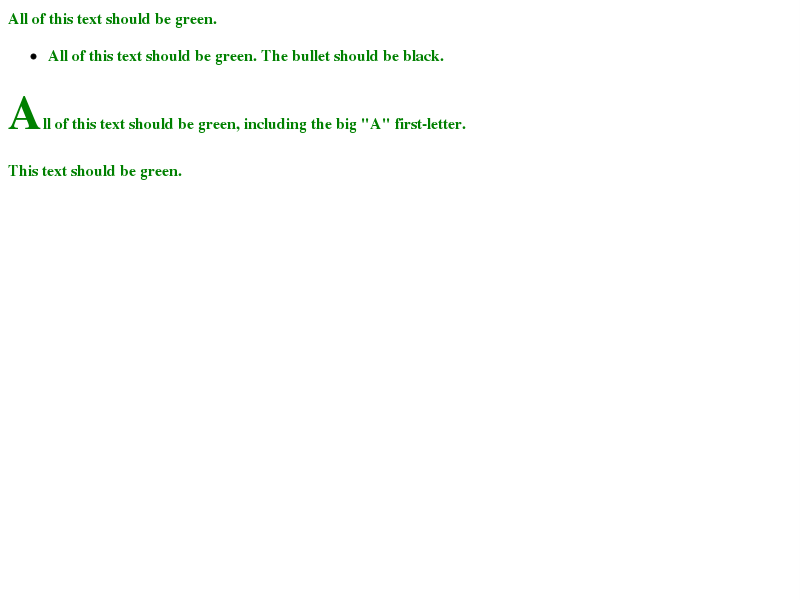 All of this text should be green.
• All of this text should be green. The bullet should be black.
All of this text should be green, including the big "A" first-letter.
This text should be green.